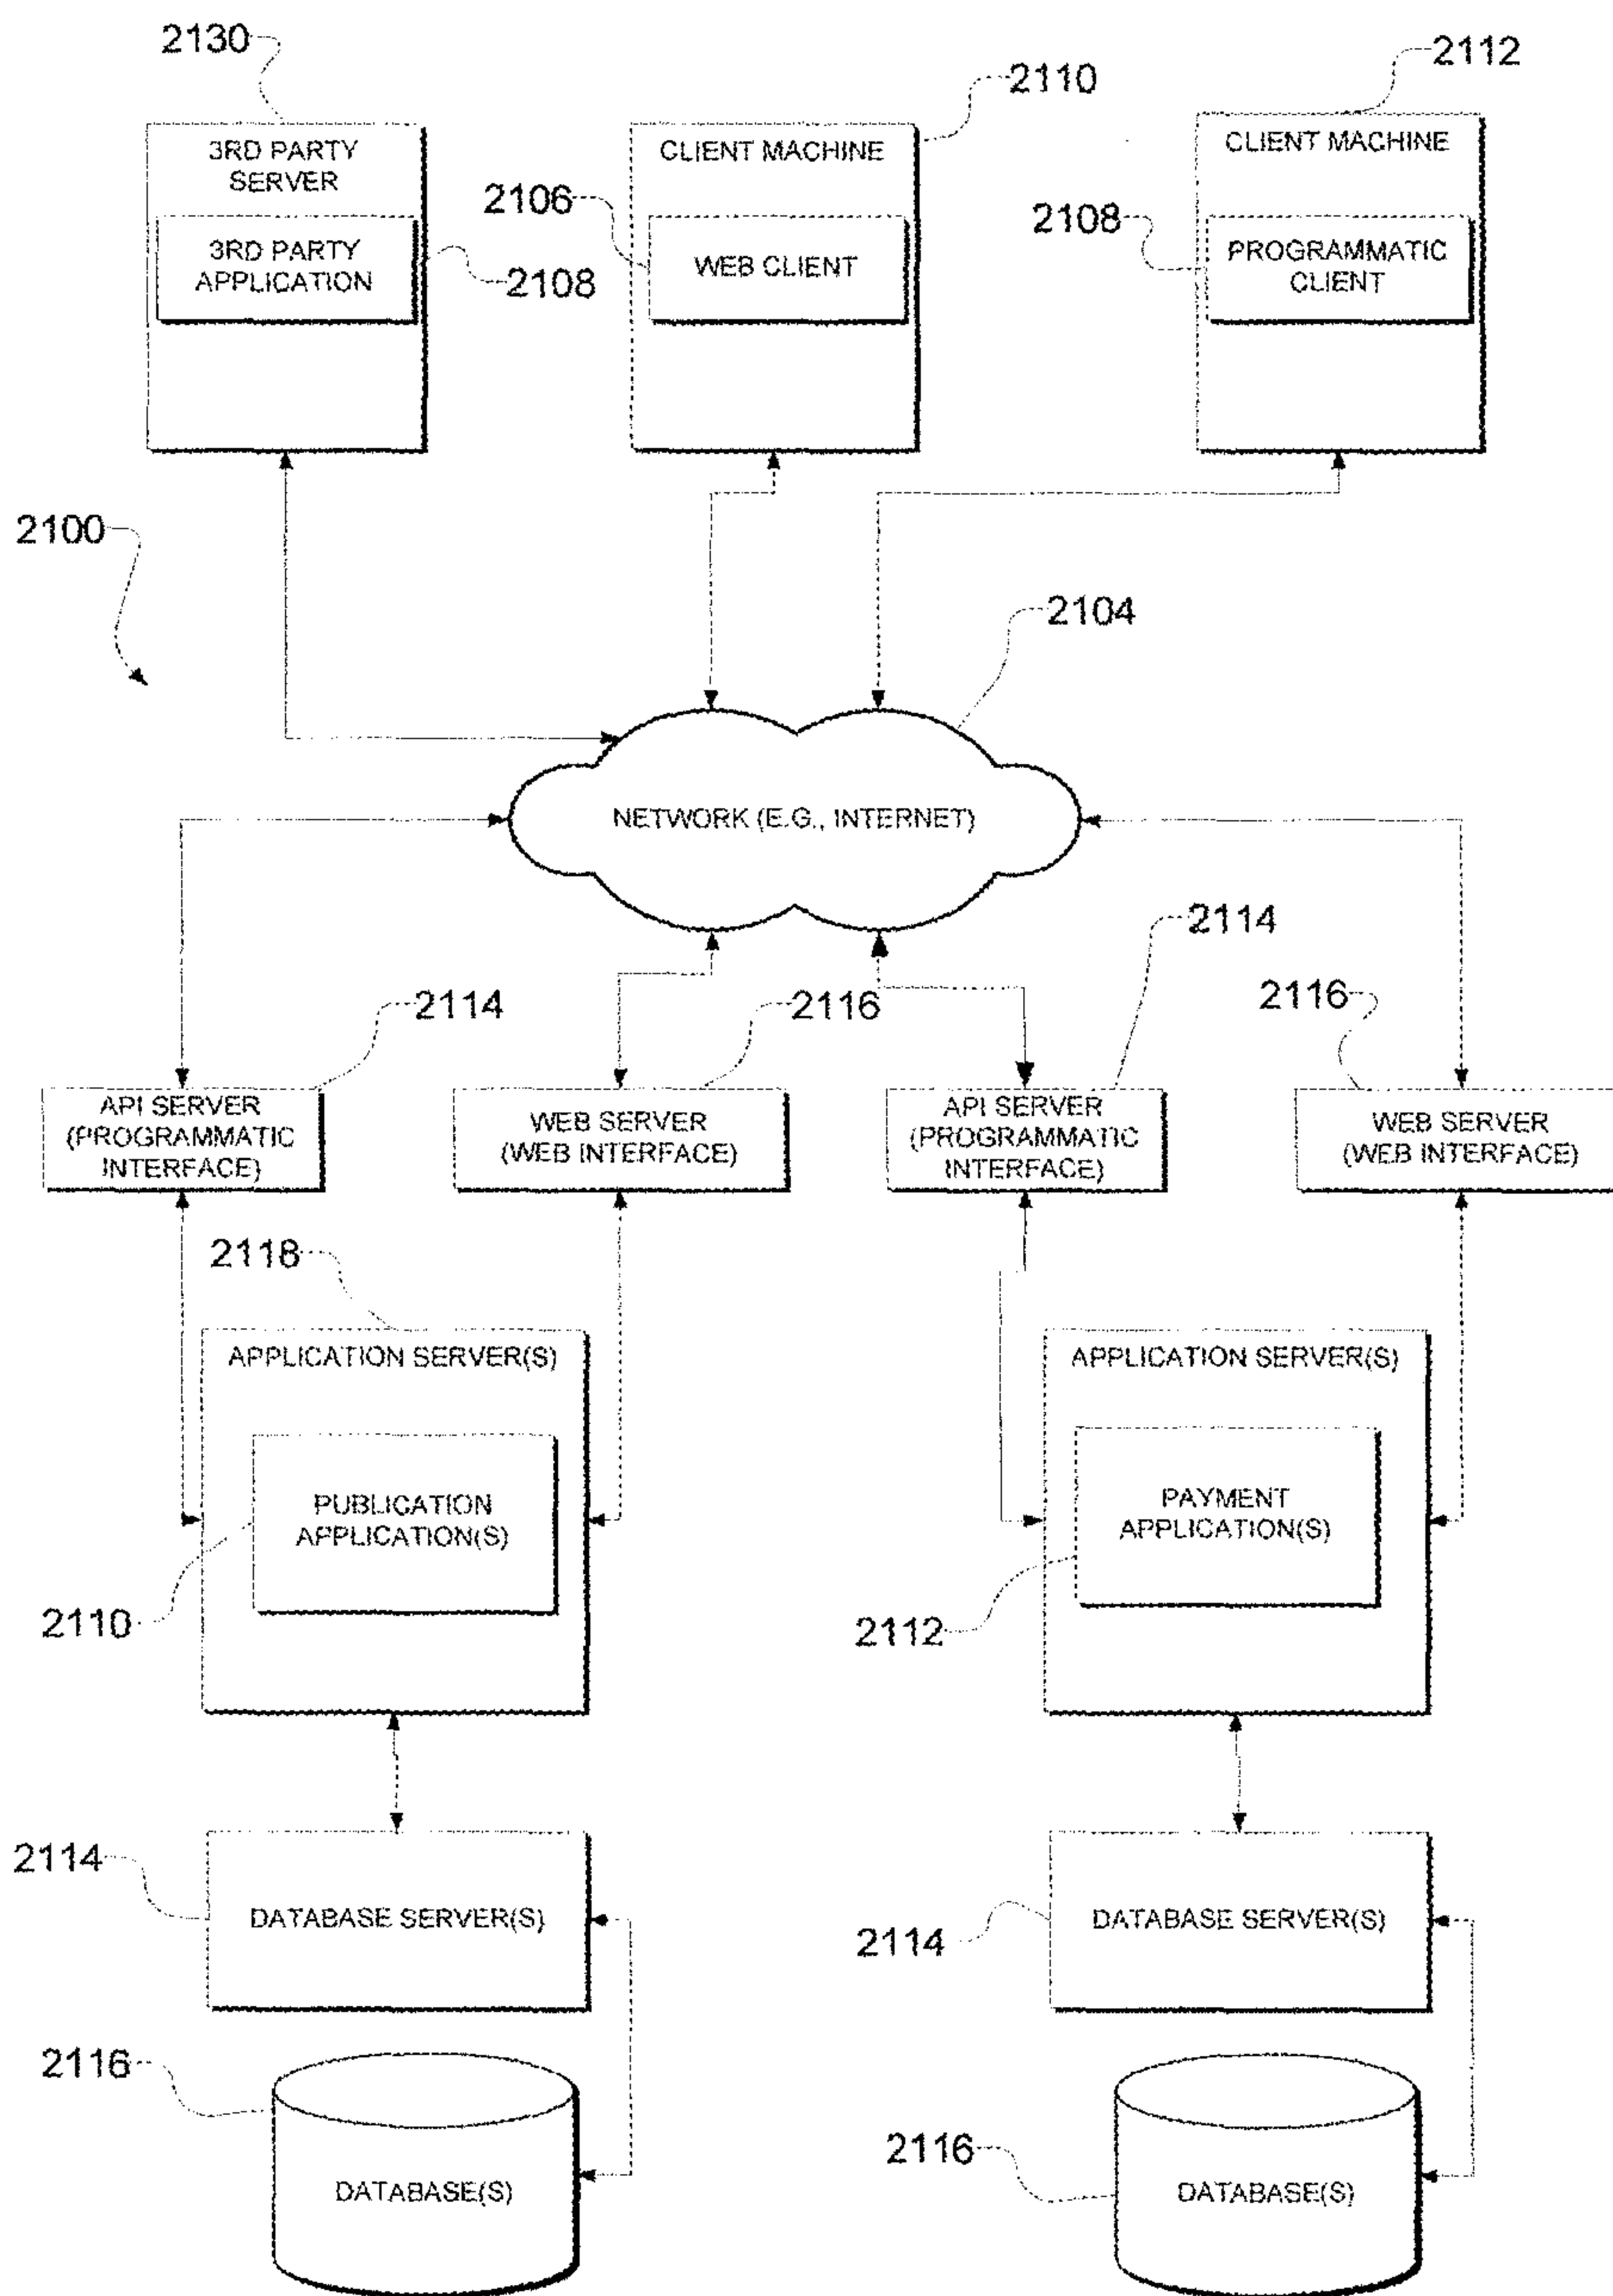 2130
2110
2112
3RD PARTY
SERVER
CLIENT MACHINE
CLIENT MACHINE
2106
2108
3RD PARTY
APPLICATION
2108
WEB CLIENT
PROGRAMMATIC
CLIENT
2100
2104
NETWORK (E.G., INTERNET)
2114
2116
2114
2116
API SERVER
(PROGRAMMATIC
INTERFACE)
WEB SERVER
(WEB INTERFACE)
API SERVER
(PROGRAMMATIC
INTERFACE)
WEB SERVER
(WEB INTERFACE)
2118
APPLICATION SERVER(S)
APPLICATION SERVER(S)
PUBLICATION
APPLICATION(S)
PAYMENT
APPLICATION(S)
2110
2112
2114
DATABASE SERVER(S)
2114
DATABASE SERVER(S)
2116
DATABASE(S)
2116
DATABASE(S)